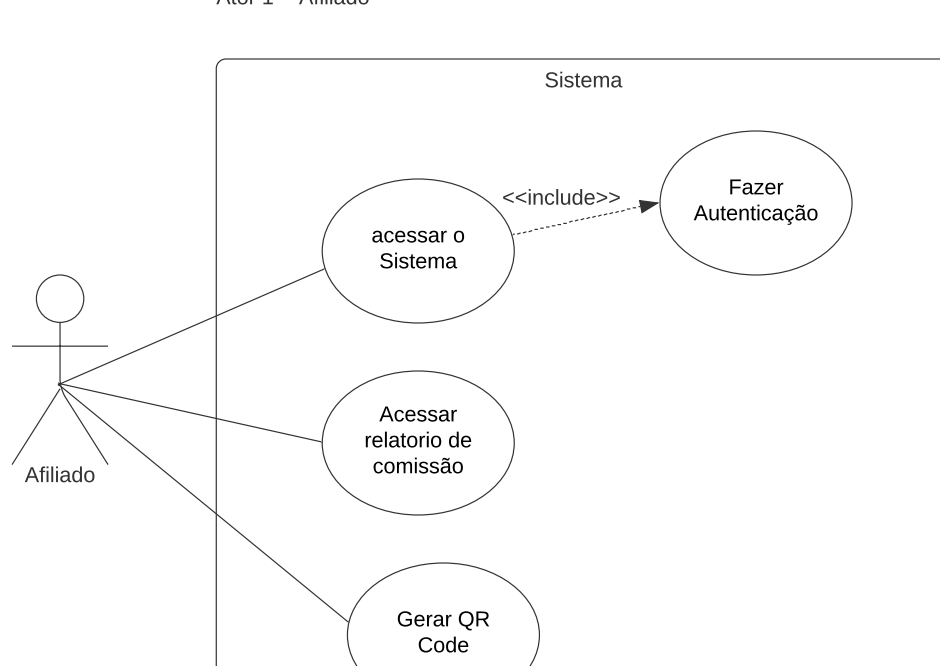 Ator 1 – Afiliado
Sistema
<<include>>
Fazer
Autenticação
acessar o
Sistema
Acessar
relatorio de
comissão
Afiliado
Gerar QR
Code